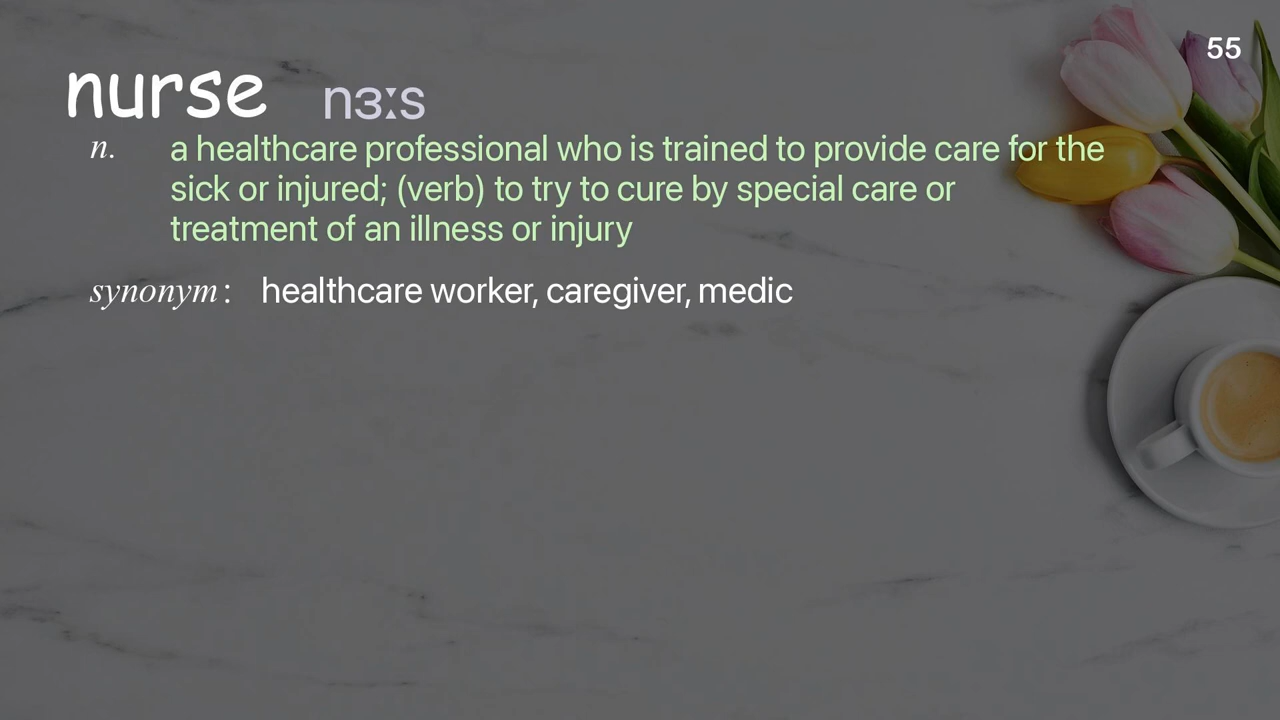 55
nurse nɜːs
n. a healthcare professional who is trained to provide care for the
sick or injured; (verb) to try to cure by special care or
treatment of an illness or injury
synonym: healthcare worker, caregiver, medic